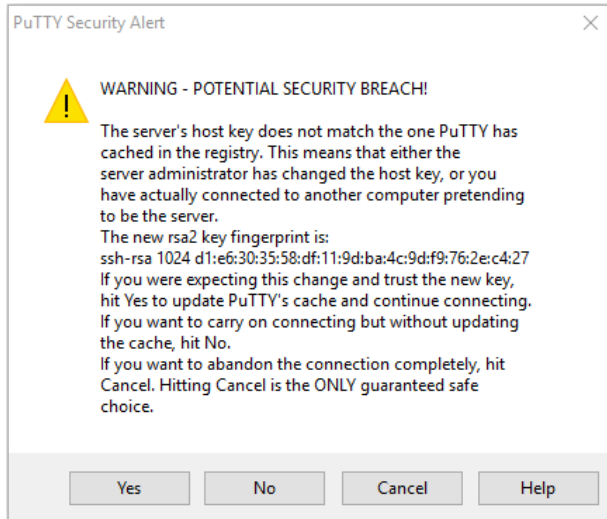 PuTTY Security Alert
WARNING - POTENTIAL SECURITY BREACH!
The server's host key does not match the one PuTTY has
cached in the registry. This means that either the
server administrator has changed the host key, or you
have actually connected to another computer pretending
to be the server.
The new rsa2 key fingerprint is:
ssh-rsa 1024 d1:e6:30:35:58:df:11:9d:ba:4c:9d:f9:76:2e:c4:27
If you were expecting this change and trust the new key,
hit Yes to update PuTTY's cache and continue connecting.
If you want to carry on connecting but without updating
the cache, hit No.
If you want to abandon the connection completely, hit
Cancel. Hitting Cancel is the ONLY guaranteed safe
choice.
Yes No Cancel Help